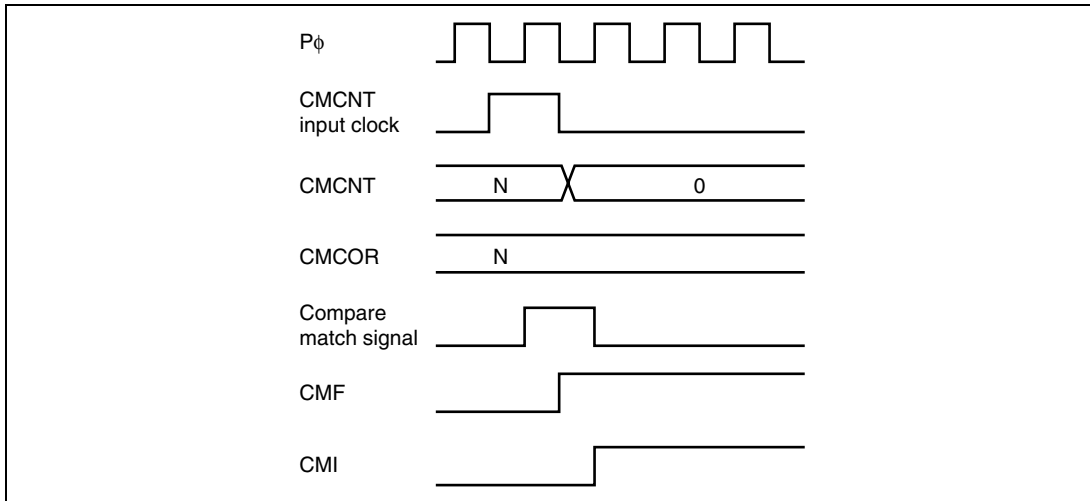 Pϕ
CMCNT
input clock
CMCNT
N
0
CMCOR
N
Compare
match signal
CMF
CMI